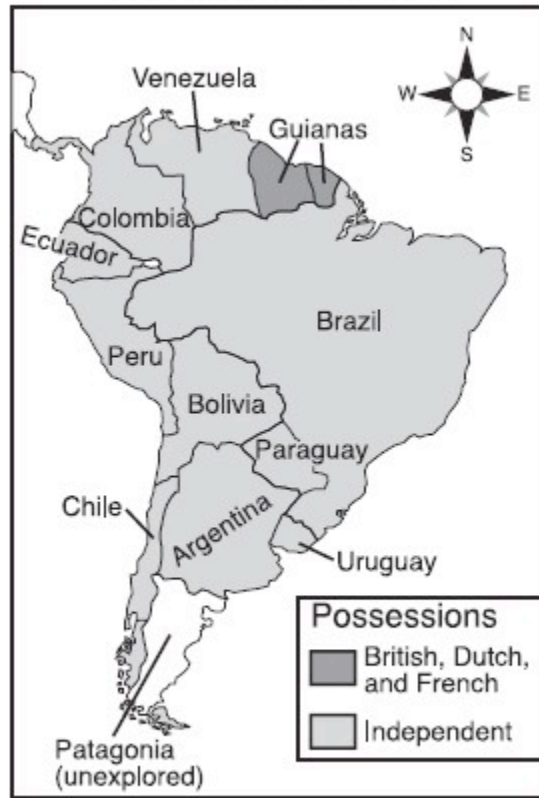 N
W E
S
Venezuela
Guianas
Colombia
Ecuador
Brazil
Peru
Bolivia
Paraguay
Chile
Argentina
Uruguay
Possessions
British, Dutch,
and French
Independent
Patagonia
(unexplored)